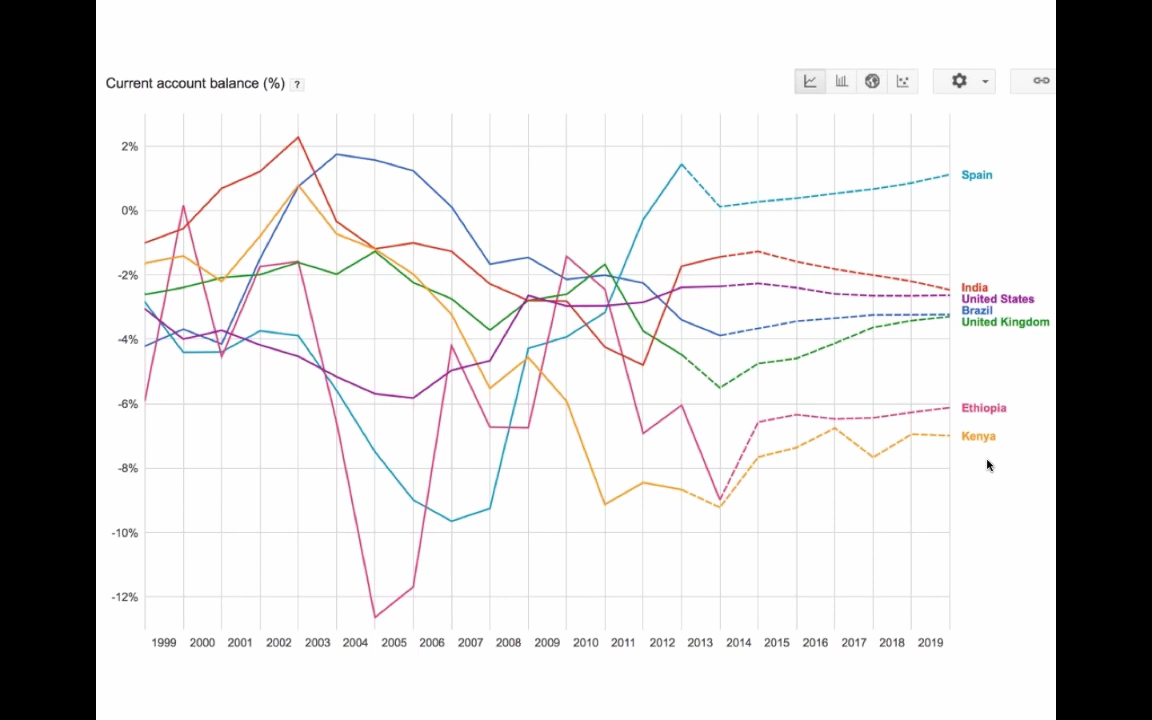 Current account balance (%) ?
2%
0%
-2%
-4%
-6%
-8%
-10%
-12%
Spain
India
United States
Brazil
United Kingdom
Ethiopia
Kenya
1999 2000 2001 2002 2003 2004 2005 2006 2007 2008 2009 2010 2011 2012 2013 2014 2015 2016 2017 2018 2019